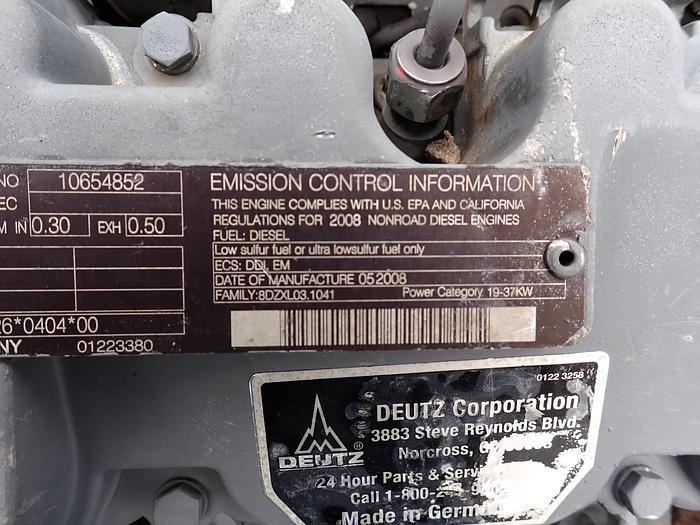 NO 10654852
EC
M IN 0.30 EXH 0.50
26*0404*00
NY 01223380
EMISSION CONTROL INFORMATION
THIS ENGINE COMPLIES WITH U.S. EPA AND CALIFORNIA
REGULATIONS FOR 2008 NONROAD DIESEL ENGINES
FUEL: DIESEL
Low sulfur fuel or ultra lowsulfur fuel only
ECS: DDI, EM
DATE OF MANUFACTURE 05 2008
FAMILY:8DZXL03.1041 Power Category 19-37KW
0122 3258
DEUTZ
®
DEUTZ Corporation
3883 Steve Reynolds Blvd.
Norcross,
24 Hour Parts &
Call 1-800-
Made in